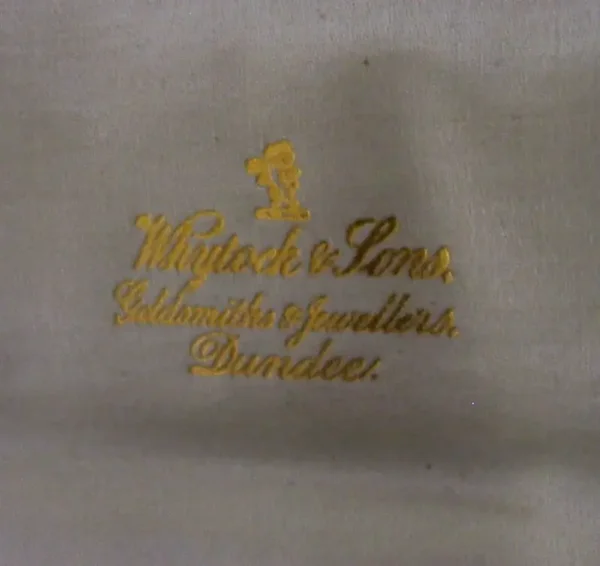 Whytock & Sons.
Goldsmiths & Jewellers.
Dundee.